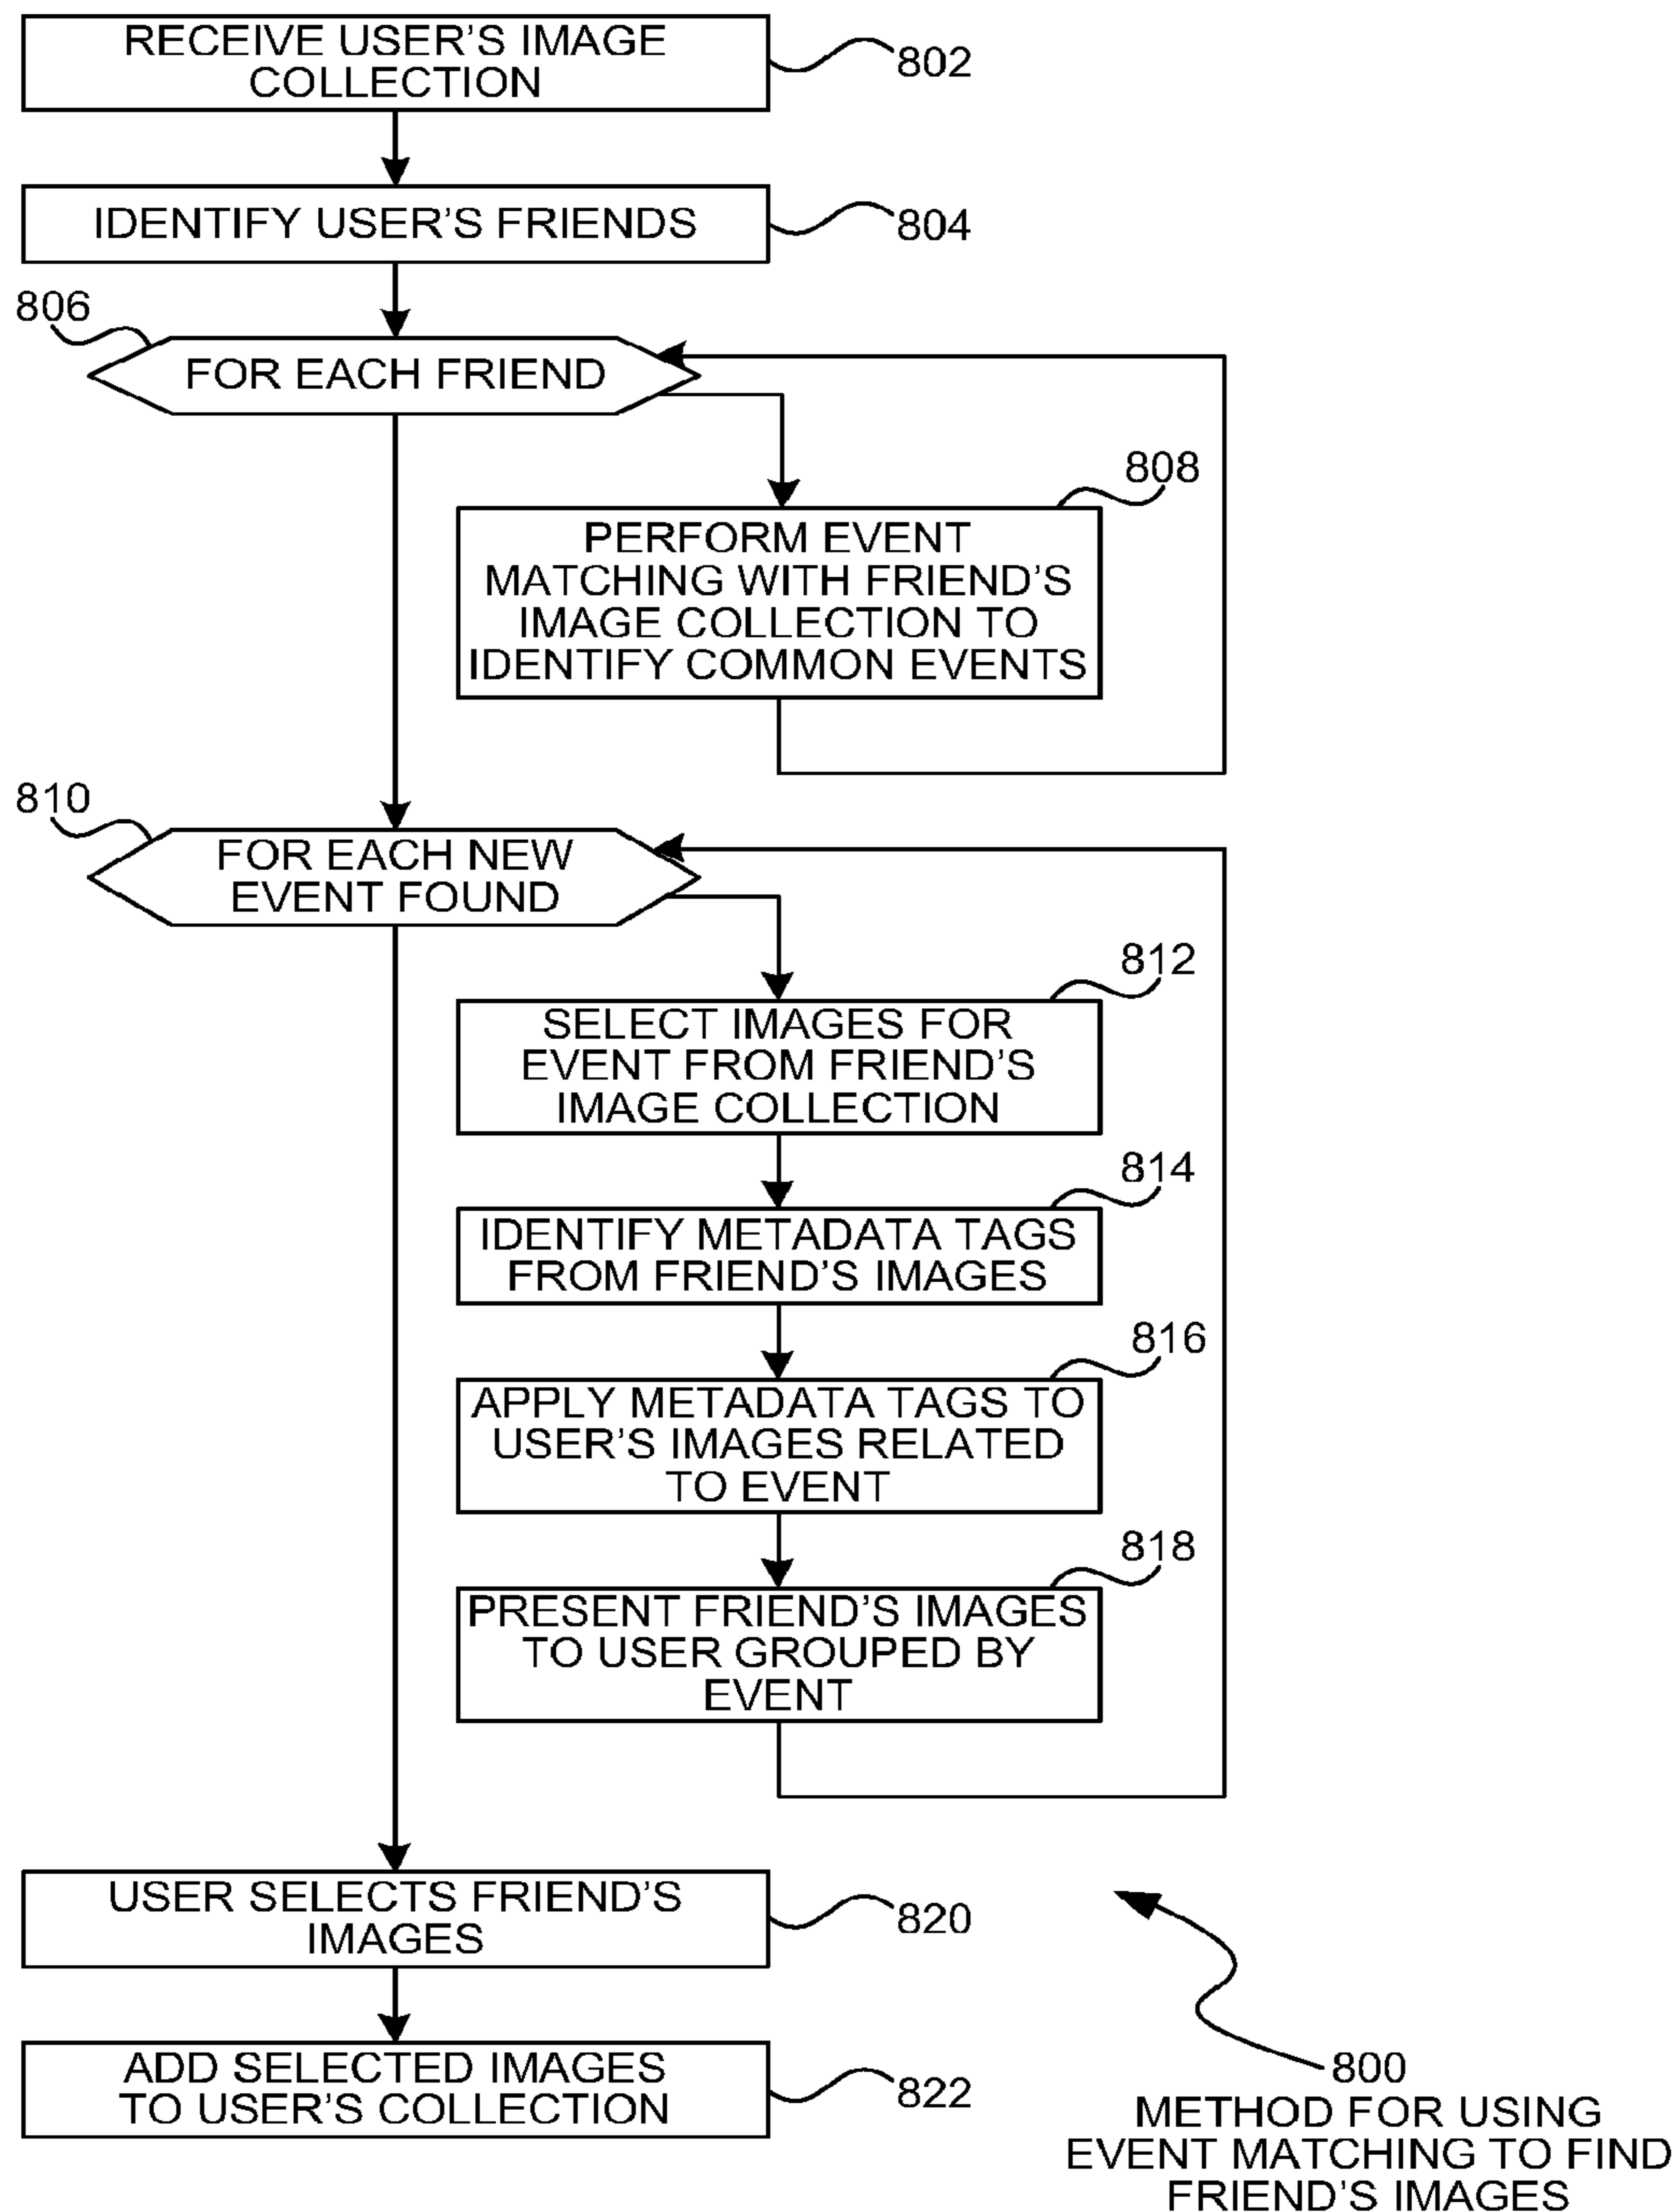 RECEIVE USER'S IMAGE
COLLECTION
802
IDENTIFY USER'S FRIENDS
804
806
FOR EACH FRIEND
808
PERFORM EVENT
MATCHING WITH FRIEND'S
IMAGE COLLECTION TO
IDENTIFY COMMON EVENTS
810
FOR EACH NEW
EVENT FOUND
812
SELECT IMAGES FOR
EVENT FROM FRIEND'S
IMAGE COLLECTION
814
IDENTIFY METADATA TAGS
FROM FRIEND'S IMAGES
816
APPLY METADATA TAGS TO
USER'S IMAGES RELATED
TO EVENT
818
PRESENT FRIEND'S IMAGES
TO USER GROUPED BY
EVENT
USER SELECTS FRIEND'S
IMAGES
820
ADD SELECTED IMAGES
TO USER'S COLLECTION
822
800
METHOD FOR USING
EVENT MATCHING TO FIND
FRIEND'S IMAGES